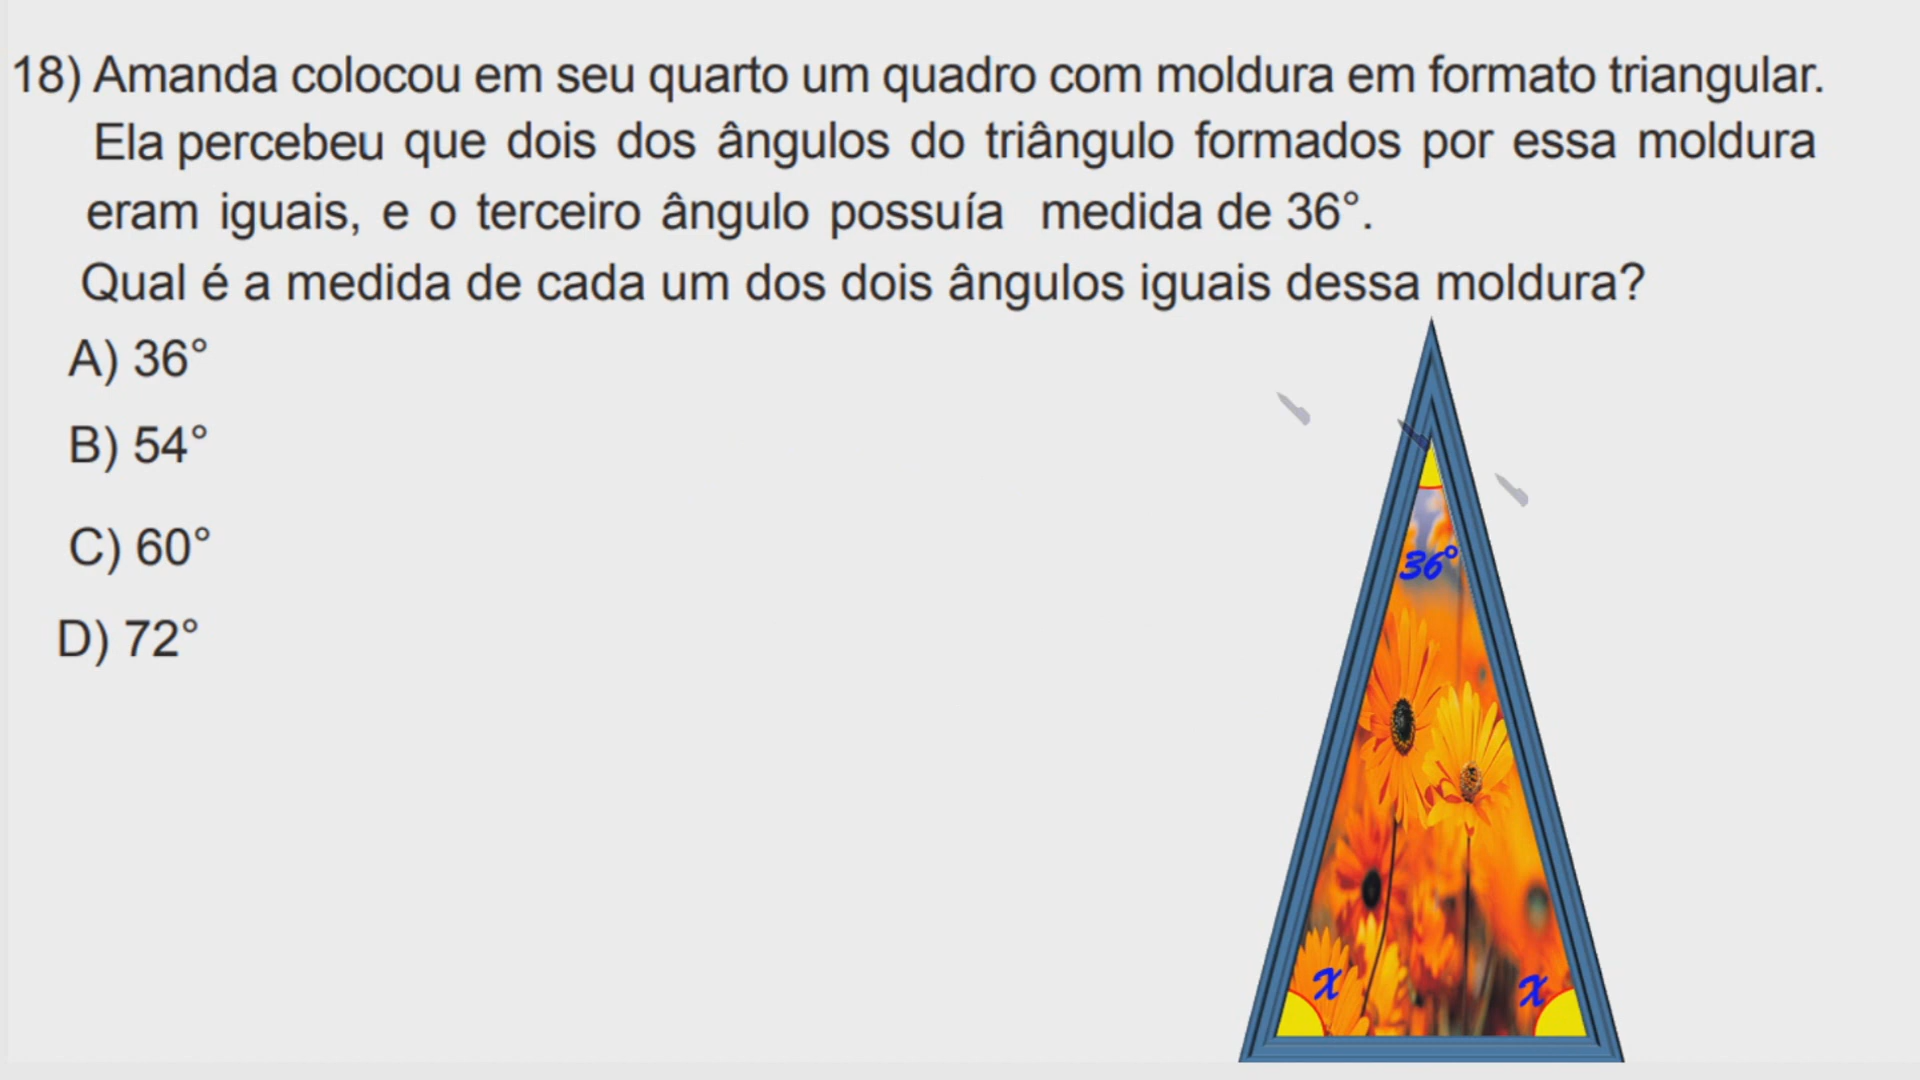 18) Amanda colocou em seu quarto um quadro com moldura em formato triangular.
Ela percebeu que dois dos ângulos do triângulo formados por essa moldura
eram iguais, e o terceiro ângulo possuía medida de 36°.
Qual é a medida de cada um dos dois ângulos iguais dessa moldura?
A) 36°
B) 54°
C) 60°
D) 72°
36°
x
x